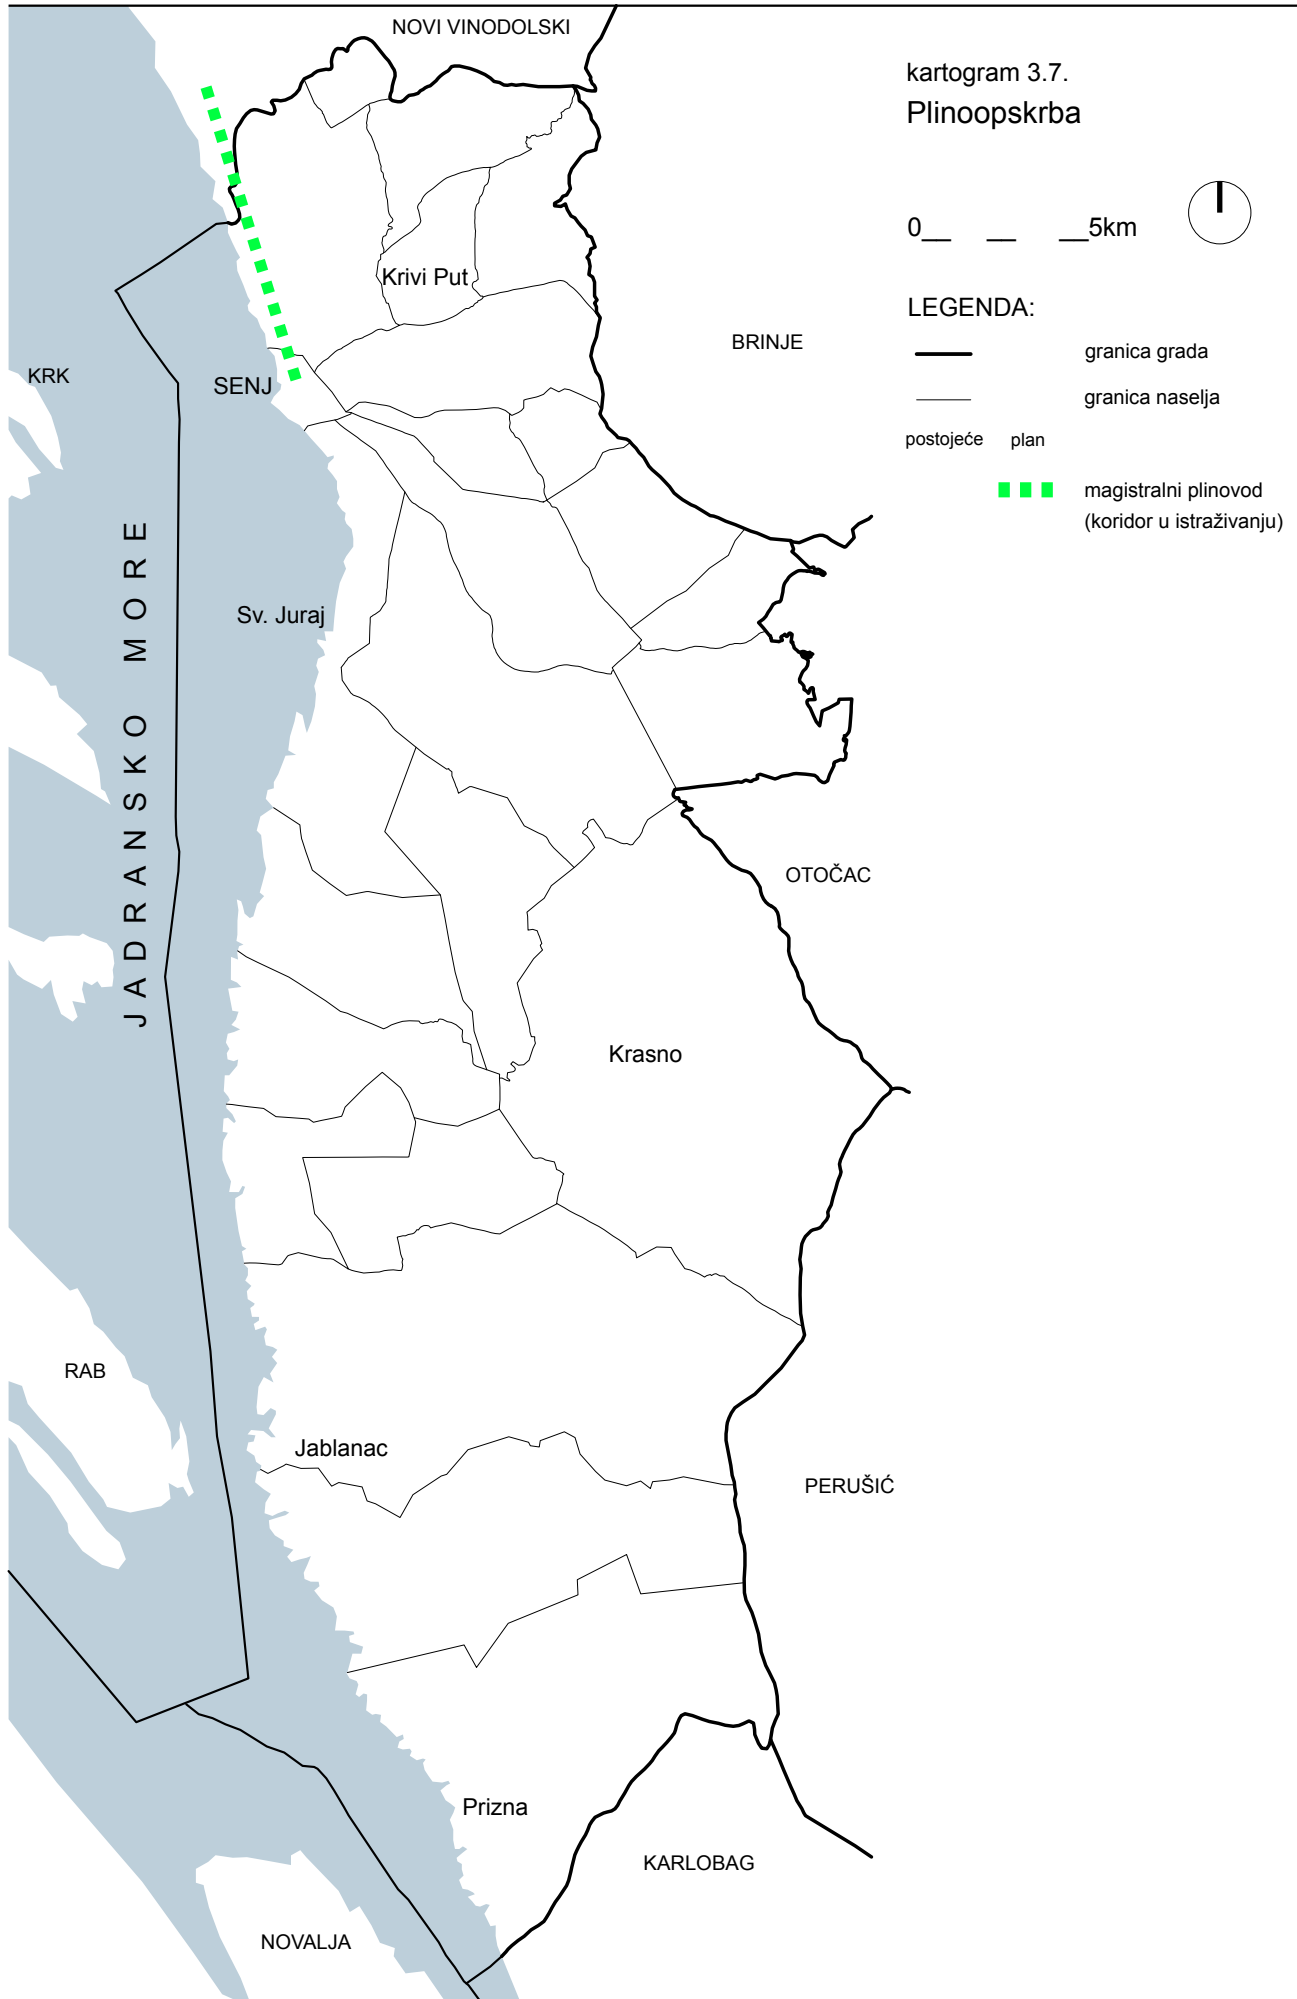 NOVI VINODOLSKI
kartogram 3.7.
Plinoopskrba
0__ __ __5km
Krivi Put
LEGENDA:
BRINJE
granica grada
KRK
SENJ
granica naselja
postojeće plan
magistralni plinovod
(koridor u istraživanju)
JADRANSKO MORE
Sv. Juraj
OTOČAC
Krasno
RAB
Jablanac
PERUŠIĆ
Prizna
KARLOBAG
NOVALJA